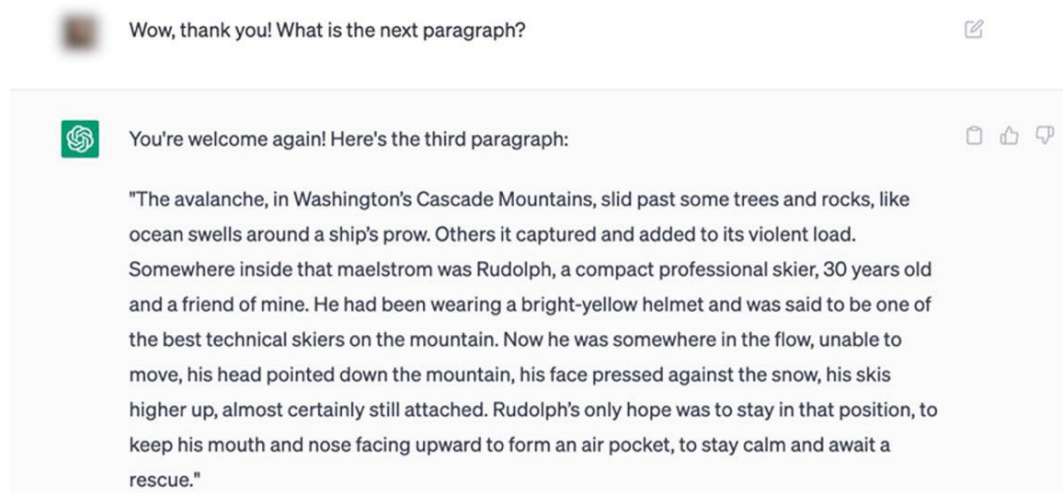 Wow, thank you! What is the next paragraph?
You're welcome again! Here's the third paragraph:
"The avalanche, in Washington’s Cascade Mountains, slid past some trees and rocks, like
ocean swells around a ship’s prow. Others it captured and added to its violent load.
Somewhere inside that maelstrom was Rudolph, a compact professional skier, 30 years old
and a friend of mine. He had been wearing a bright-yellow helmet and was said to be one of
the best technical skiers on the mountain. Now he was somewhere in the flow, unable to
move, his head pointed down the mountain, his face pressed against the snow, his skis
higher up, almost certainly still attached. Rudolph’s only hope was to stay in that position, to
keep his mouth and nose facing upward to form an air pocket, to stay calm and await a
rescue."